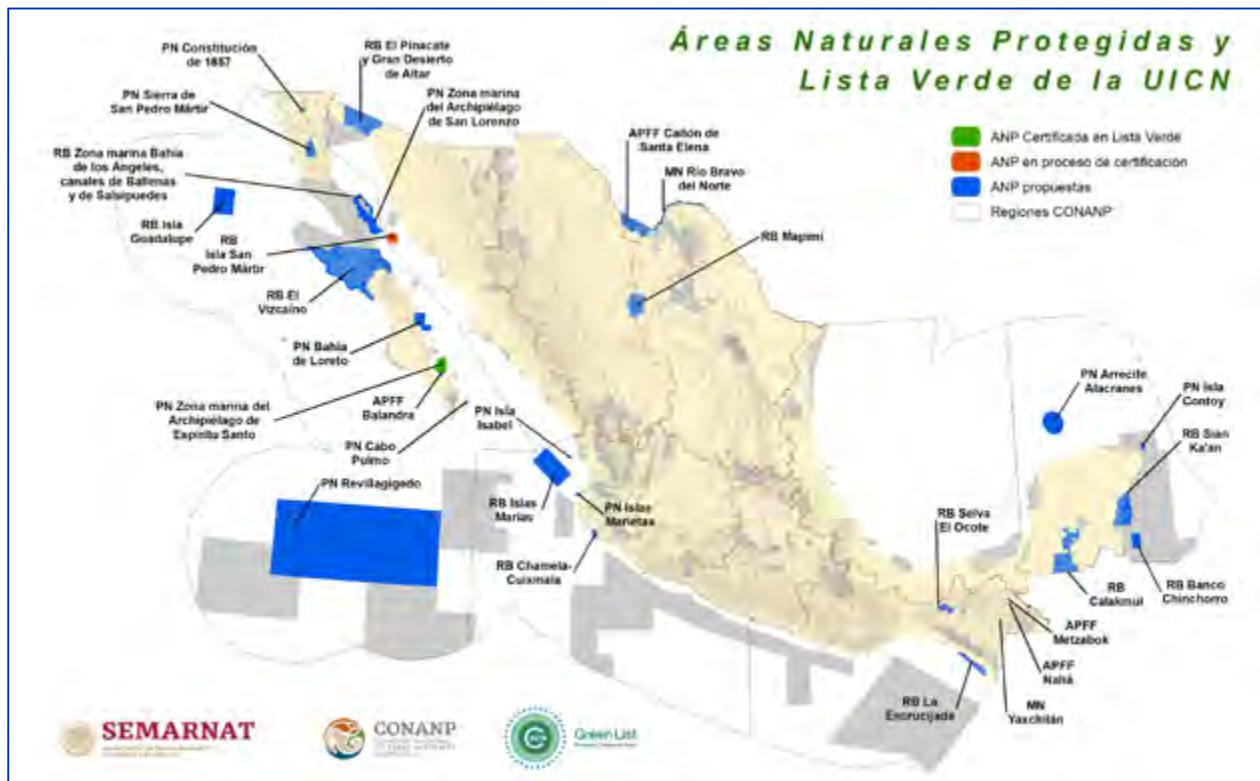 Áreas Naturales Protegidas y
Lista Verde de la UICN
ANP Certificada en Lista Verde
ANP en proceso de certificación
ANP propuestas
Regiones CONANP
PN Constitución
de 1857
RB El Pinacate
y Gran Desierto
de Altar
PN Sierra de
San Pedro Mártir
PN Zona marina
del Archipiélago
de San Lorenzo
RB Zona marina Bahía
de los Ángeles,
canales de Ballenas
y de Salsipuedes
RB Isla
Guadalupe
RB
Isla San
Pedro Mártir
RB El
Vizcaíno
PN Bahía
de Loreto
PN Zona marina del
Archipiélago de
Espíritu Santo
APFF
Balandra
PN Cabo
Pulmo
PN Isla
Isabel
PN Revillagigedo
RB Islas
Marías
PN Islas
Marietas
RB Chamela-
Cuixmala
APFF Cañón de
Santa Elena
MN Río Bravo
del Norte
RB Mapimí
PN Arrecife
Alacranes
PN Isla
Contoy
RB Sian
Ka'an
RB Selva
El Ocote
RB Banco
Chinchorro
RB
Calakmul
APFF
Metzabok
APFF
Nahá
MN
Yaxchilán
RB La
Encrucijada
SEMARNAT
CONANP
Green List